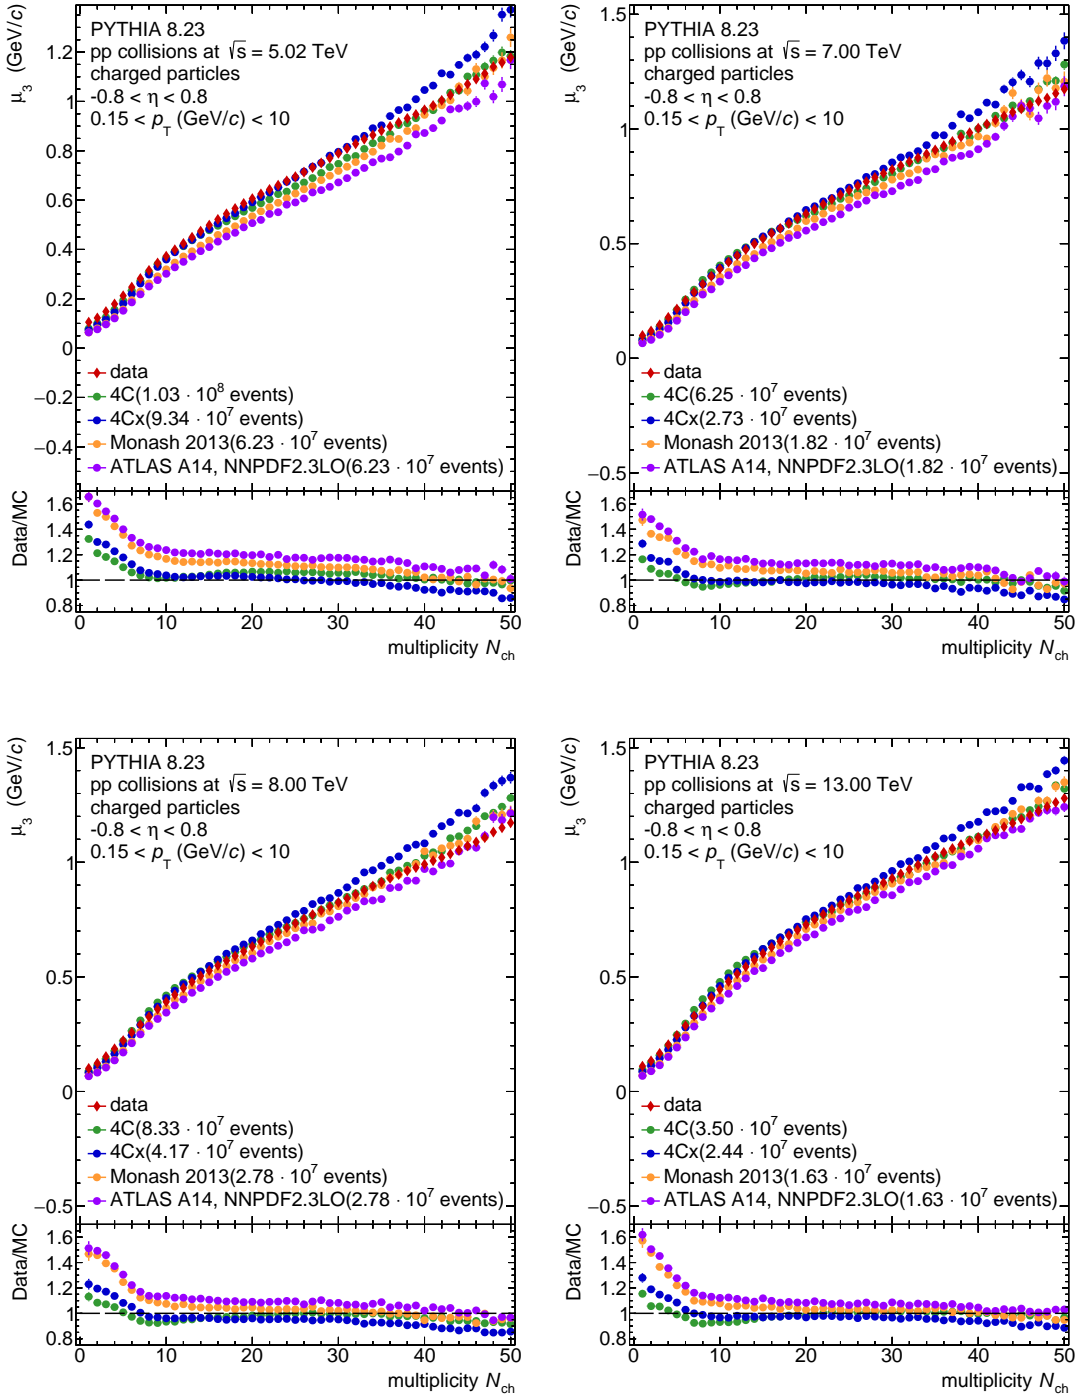 PYTHIA 8.23
pp collisions at √s = 5.02 TeV
charged particles
-0.8 < η < 0.8
0.15 < p_T (GeV/c) < 10
μ_3 (GeV/c)
1.2
1
0.8
0.6
0.4
0.2
0
−0.2
−0.4
data
4C(1.03 · 10^8 events)
4Cx(9.34 · 10^7 events)
Monash 2013(6.23 · 10^7 events)
ATLAS A14, NNPDF2.3LO(6.23 · 10^7 events)
Data/MC
1.6
1.4
1.2
1
0.8
0 10 20 30 40 50
multiplicity N_ch
PYTHIA 8.23
pp collisions at √s = 7.00 TeV
charged particles
-0.8 < η < 0.8
0.15 < p_T (GeV/c) < 10
μ_3 (GeV/c)
1.5
1
0.5
0
−0.5
data
4C(6.25 · 10^7 events)
4Cx(2.73 · 10^7 events)
Monash 2013(1.82 · 10^7 events)
ATLAS A14, NNPDF2.3LO(1.82 · 10^7 events)
Data/MC
1.6
1.4
1.2
1
0.8
0 10 20 30 40 50
multiplicity N_ch
PYTHIA 8.23
pp collisions at √s = 8.00 TeV
charged particles
-0.8 < η < 0.8
0.15 < p_T (GeV/c) < 10
μ_3 (GeV/c)
1.5
1
0.5
0
−0.5
data
4C(8.33 · 10^7 events)
4Cx(4.17 · 10^7 events)
Monash 2013(2.78 · 10^7 events)
ATLAS A14, NNPDF2.3LO(2.78 · 10^7 events)
Data/MC
1.6
1.4
1.2
1
0.8
0 10 20 30 40 50
multiplicity N_ch
PYTHIA 8.23
pp collisions at √s = 13.00 TeV
charged particles
-0.8 < η < 0.8
0.15 < p_T (GeV/c) < 10
μ_3 (GeV/c)
1.5
1
0.5
0
−0.5
data
4C(3.50 · 10^7 events)
4Cx(2.44 · 10^7 events)
Monash 2013(1.63 · 10^7 events)
ATLAS A14, NNPDF2.3LO(1.63 · 10^7 events)
Data/MC
1.6
1.4
1.2
1
0.8
0 10 20 30 40 50
multiplicity N_ch